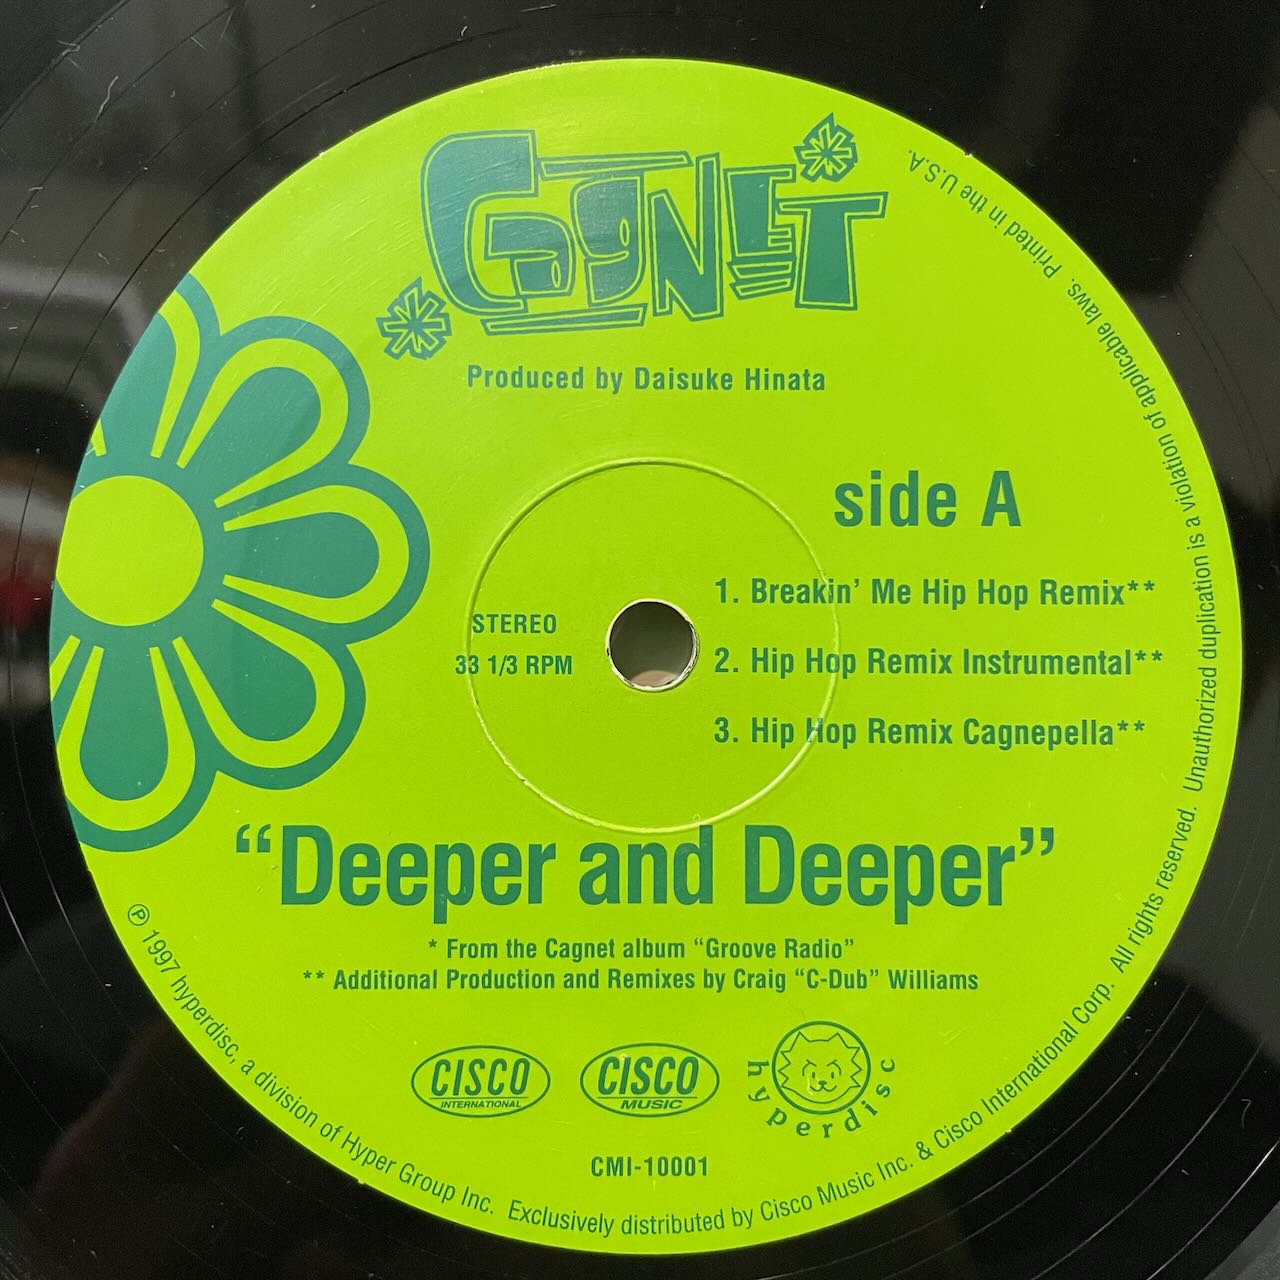 CagNET
Produced by Daisuke Hinata
side A
1. Breakin' Me Hip Hop Remix**
2. Hip Hop Remix Instrumental**
3. Hip Hop Remix Cagnepella**
STEREO
33 1/3 RPM
“Deeper and Deeper”
* From the Cagnet album “Groove Radio”
** Additional Production and Remixes by Craig “C-Dub” Williams
CISCO
INTERNATIONAL
CISCO
MUSIC
hyperdisc
CMI-10001
℗ 1997 hyperdisc, a division of Hyper Group Inc. Exclusively distributed by Cisco Music Inc. & Cisco International Corp. All rights reserved. Unauthorized duplication is a violation of applicable laws. Printed in the U.S.A.